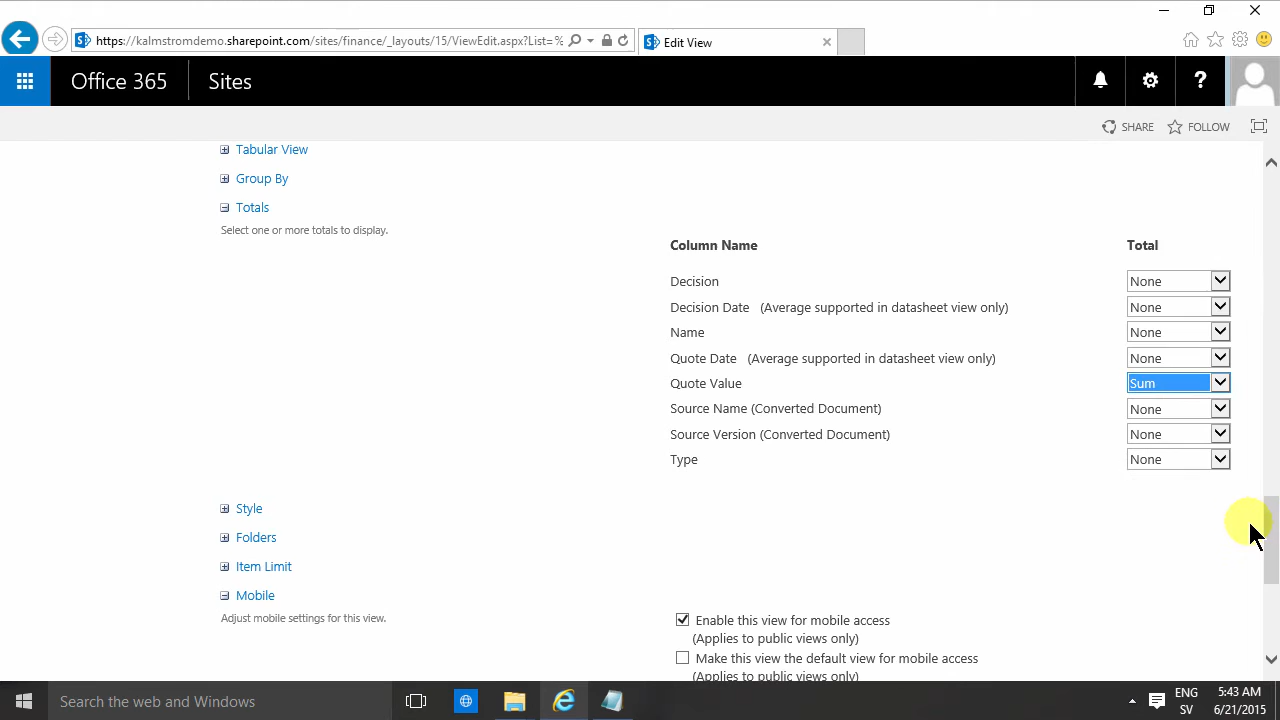 https://kalmstromdemo.sharepoint.com/sites/finance/_layouts/15/ViewEdit.aspx?List=%
Edit View
Office 365
Sites
?
SHARE
FOLLOW
Tabular View
Group By
Totals
Select one or more totals to display.
Column Name Total
Decision None
Decision Date (Average supported in datasheet view only) None
Name None
Quote Date (Average supported in datasheet view only) None
Quote Value Sum
Source Name (Converted Document) None
Source Version (Converted Document) None
Type None
Style
Folders
Item Limit
Mobile
Adjust mobile settings for this view.
Enable this view for mobile access
(Applies to public views only)
Make this view the default view for mobile access
(Applies to public views only)
Search the web and Windows
ENG 5:43 AM
SV 6/21/2015